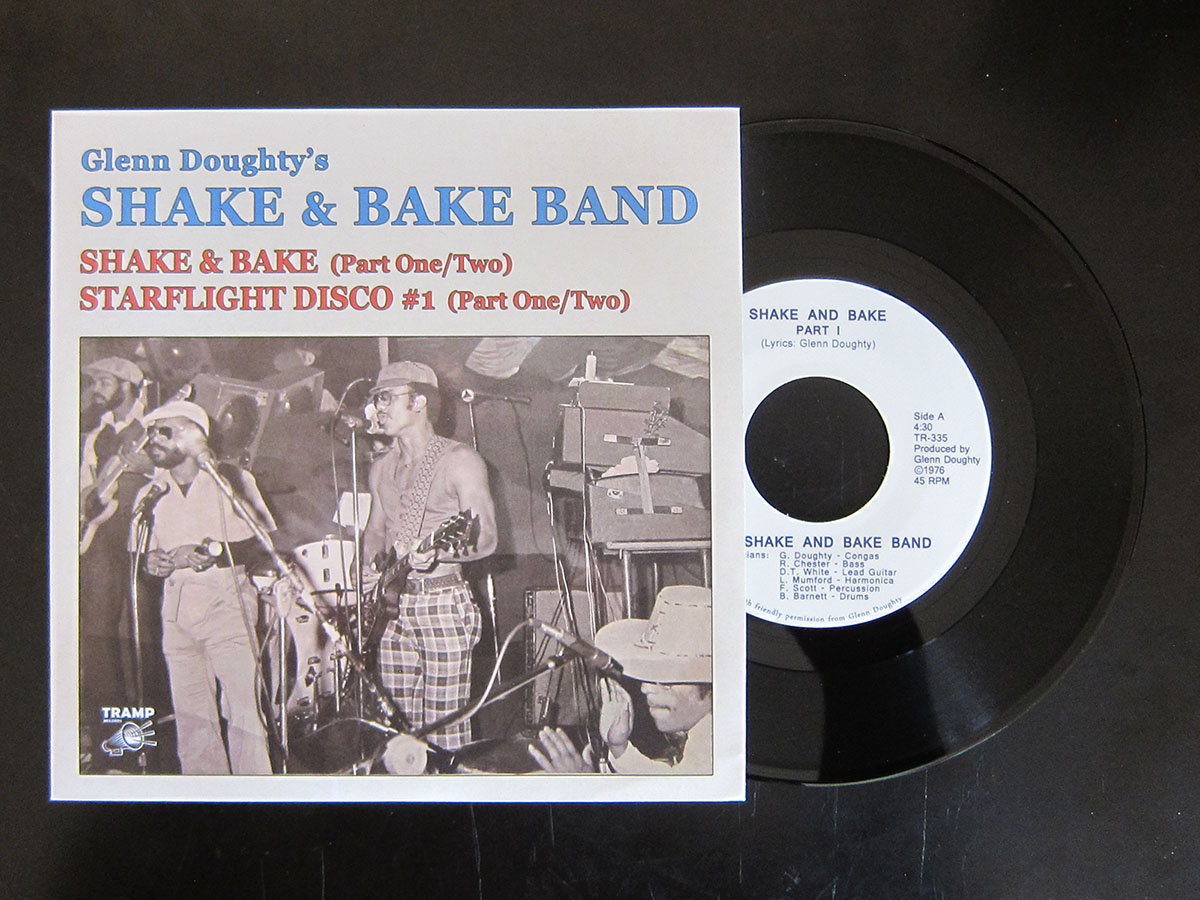 Glenn Doughty's
SHAKE & BAKE BAND
SHAKE & BAKE (Part One/Two)
STARFLIGHT DISCO #1 (Part One/Two)
TRAMP
RECORDS
SHAKE AND BAKE
PART I
(Lyrics: Glenn Doughty)
Side A
4:30
TR-335
Produced by
Glenn Doughty
©1976
45 RPM
SHAKE AND BAKE BAND
cians: G. Doughty - Congas
R. Chester - Bass
D.T. White - Lead Guitar
L. Mumford - Harmonica
F. Scott - Percussion
B. Barnett - Drums
th friendly permission from Glenn Doughty